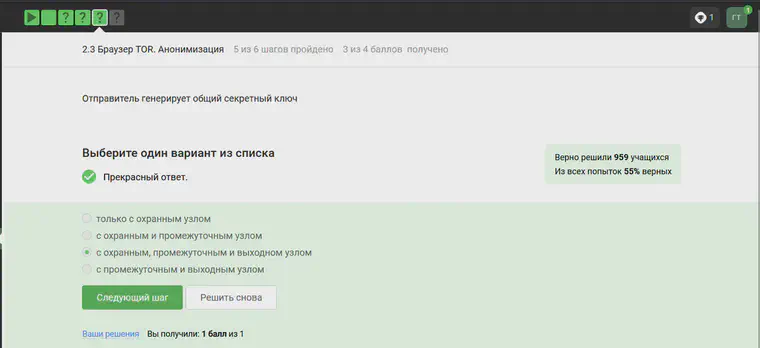 ? ? ?
1
ГТ
1
2.3 Браузер TOR. Анонимизация 5 из 6 шагов пройдено 3 из 4 баллов получено
Отправитель генерирует общий секретный ключ
Выберите один вариант из списка
Прекрасный ответ.
Верно решили 959 учащихся
Из всех попыток 55% верных
только с охранным узлом
с охранным и промежуточным узлом
с охранным, промежуточным и выходном узлом
с промежуточным и выходным узлом
Следующий шаг
Решить снова
Ваши решения Вы получили: 1 балл из 1